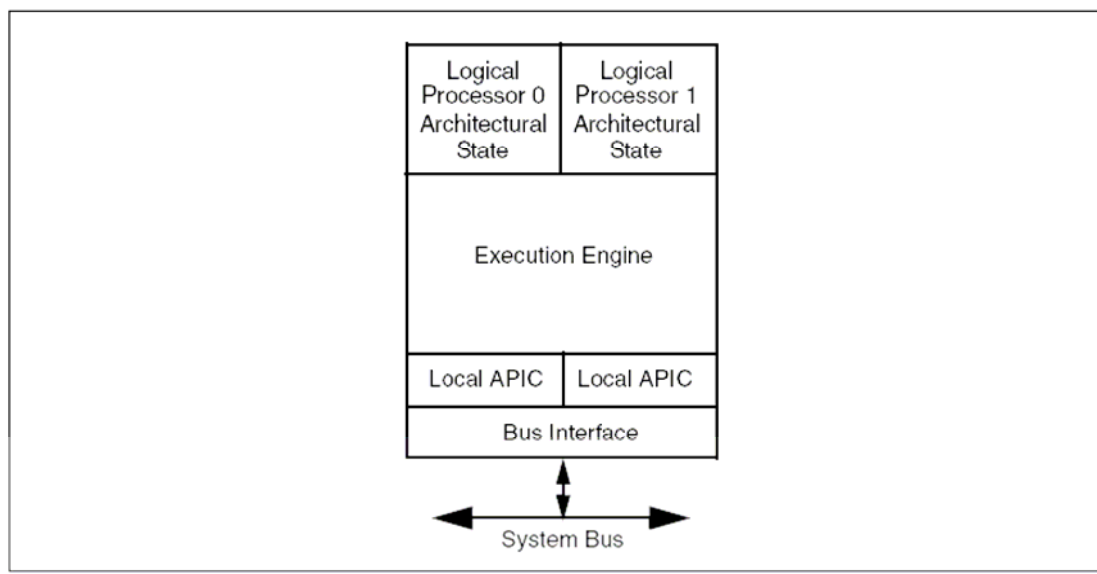 Logical
Processor 0
Architectural
State
Logical
Processor 1
Architectural
State
Execution Engine
Local APIC
Local APIC
Bus Interface
System Bus